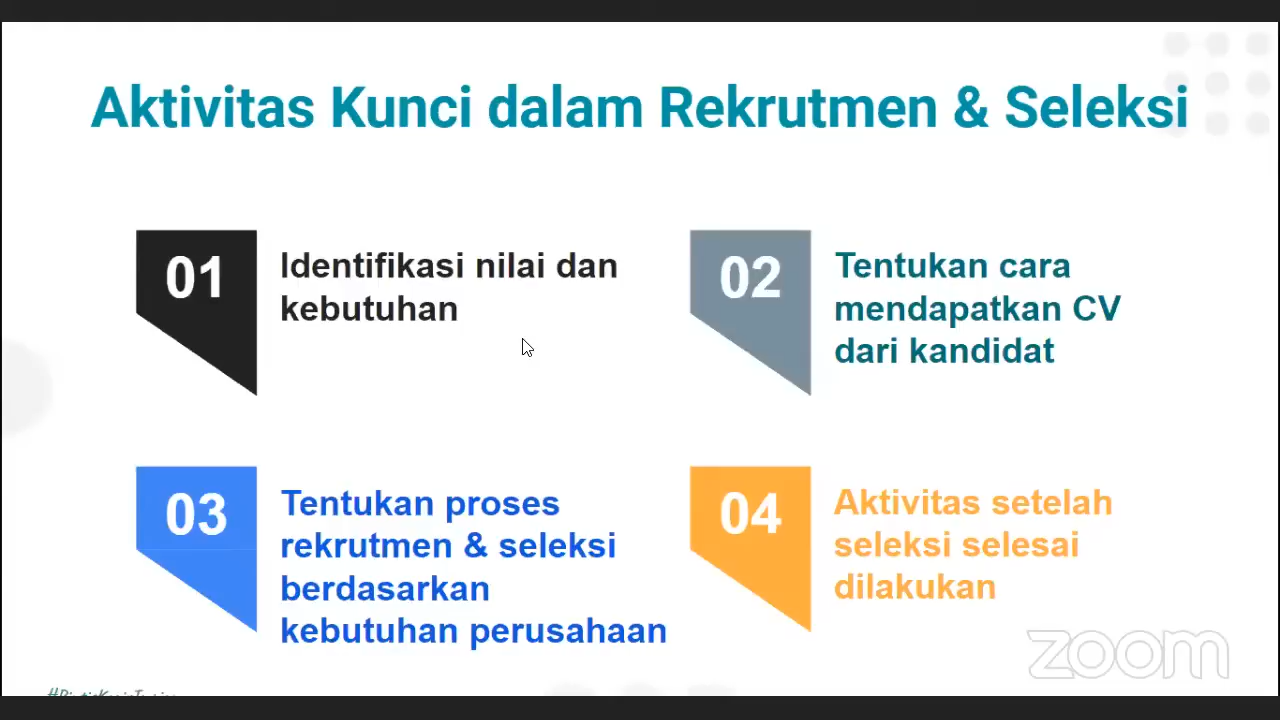 Aktivitas Kunci dalam Rekrutmen & Seleksi
01
Identifikasi nilai dan
kebutuhan
02
Tentukan cara
mendapatkan CV
dari kandidat
03
Tentukan proses
rekrutmen & seleksi
berdasarkan
kebutuhan perusahaan
04
Aktivitas setelah
seleksi selesai
dilakukan
zoom